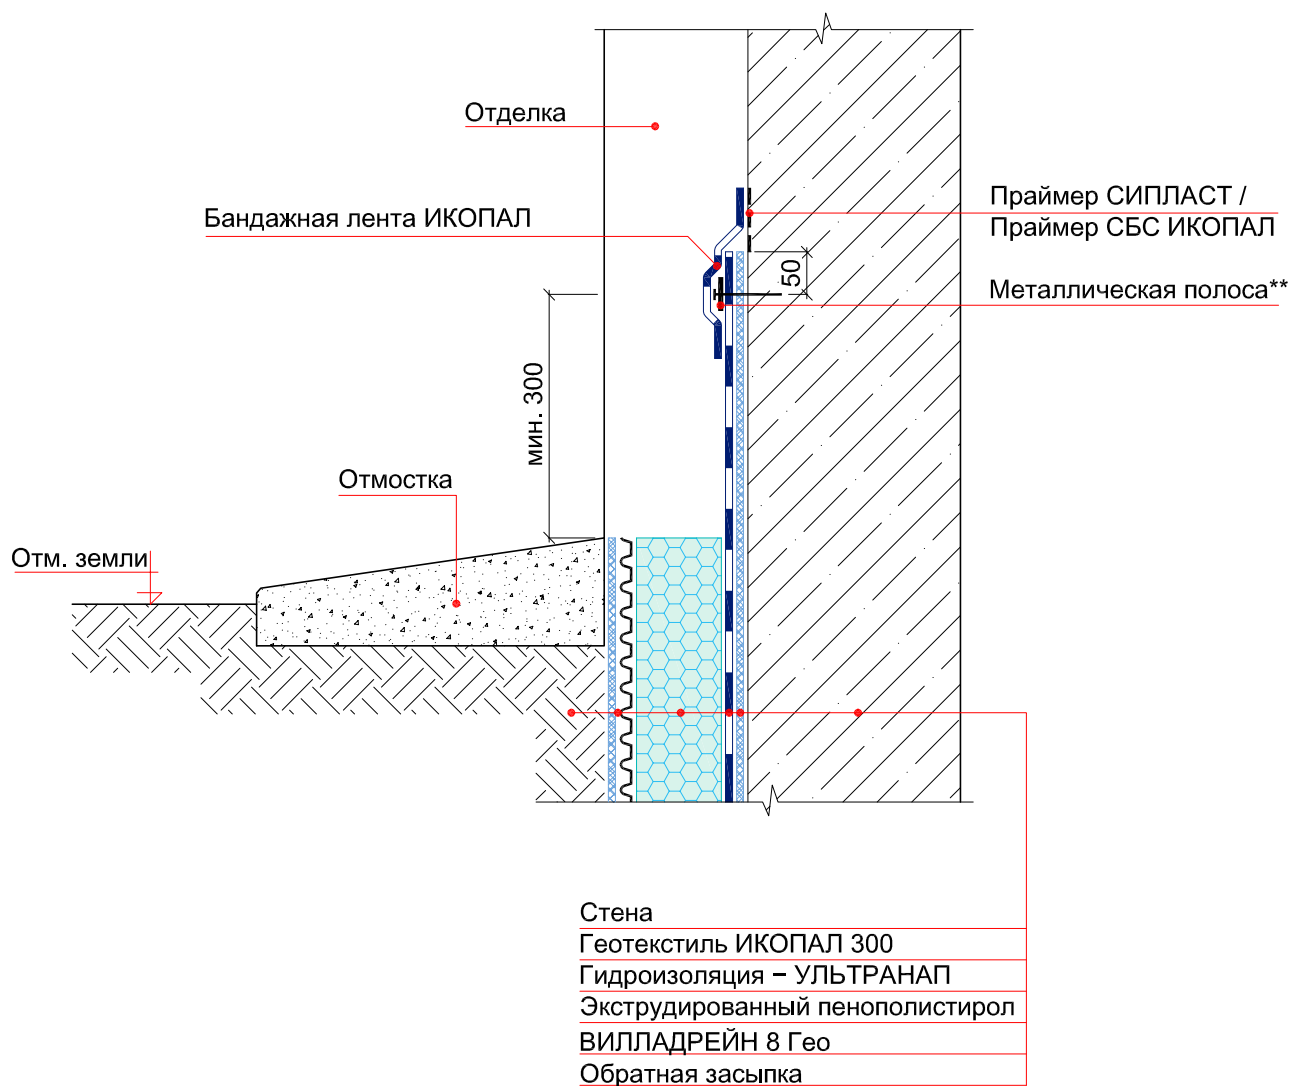 Отделка
Бандажная лента ИКОПАЛ
Праймер СИПЛАСТ /
Праймер СБС ИКОПАЛ
50
Металлическая полоса**
мин. 300
Отмостка
Отм. земли
Стена
Геотекстиль ИКОПАЛ 300
Гидроизоляция – УЛЬТРАНАП
Экструдированный пенополистирол
ВИЛЛАДРЕЙН 8 Гео
Обратная засыпка